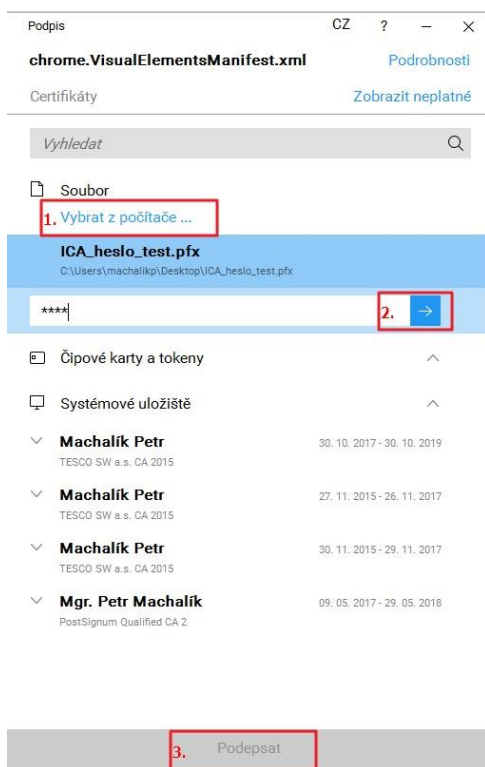 Podpis CZ ? – ×
chrome.VisualElementsManifest.xml Podrobnosti
Certifikáty Zobrazit neplatné
Vyhledat
Soubor
1. Vybrat z počítače ...
ICA_heslo_test.pfx
C:\Users\machalikp\Desktop\ICA_heslo_test.pfx
**** 2. →
Čipové karty a tokeny
Systémové uložiště
Machalík Petr 30. 10. 2017 - 30. 10. 2019
TESCO SW a.s. CA 2015
Machalík Petr 27. 11. 2015 - 26. 11. 2017
TESCO SW a.s. CA 2015
Machalík Petr 30. 11. 2015 - 29. 11. 2017
TESCO SW a.s. CA 2015
Mgr. Petr Machalík 09. 05. 2017 - 29. 05. 2018
PostSignum Qualified CA 2
3. Podepsat